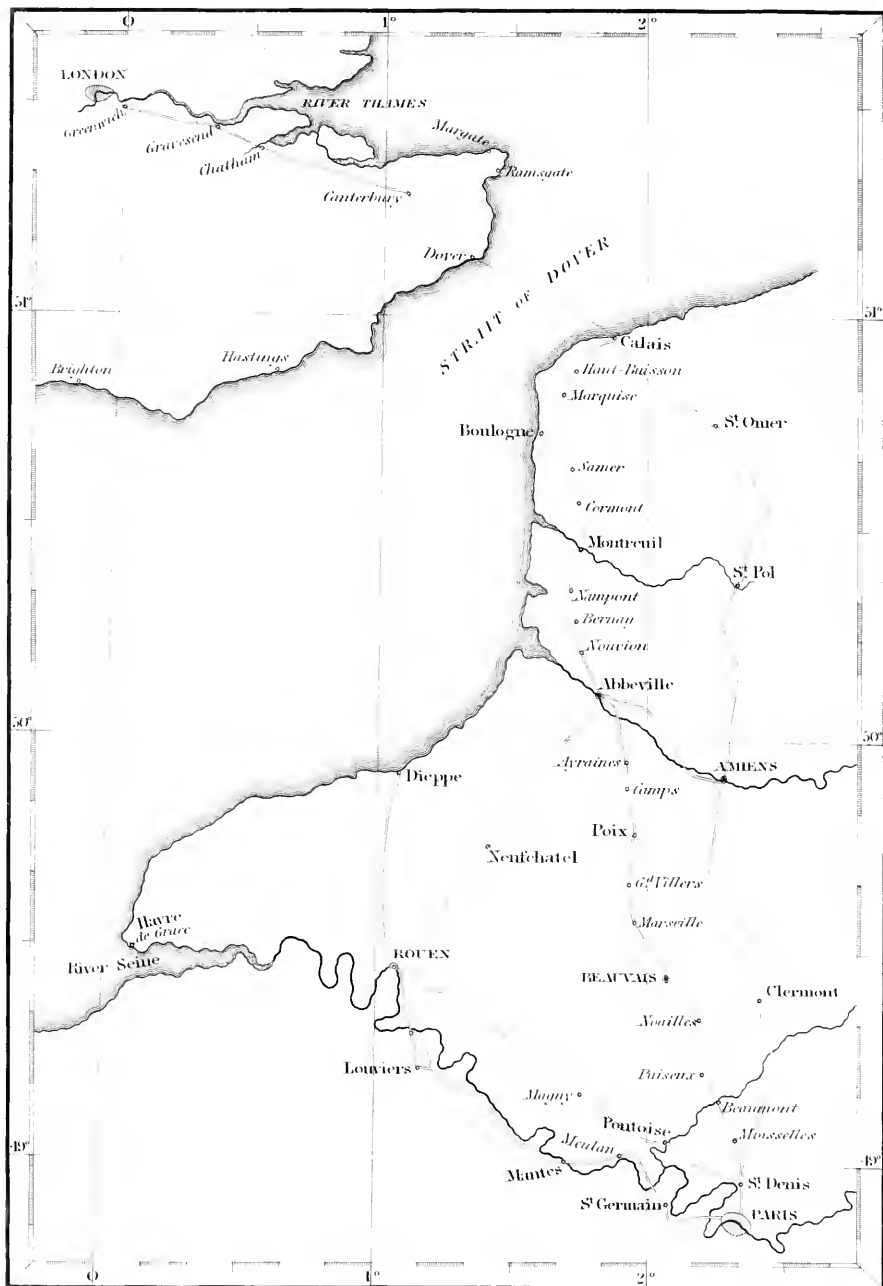 0 1° 2°
LONDON
Greenwich
RIVER THAMES
Gravesend
Chatham
Margate
Ramsgate
Canterbury
Dover
STRAIT OF DOVER
51° 51°
Calais
Hastings
Brighton
Haut-Buisson
Marquise
Boulogne
St. Omer
Samer
Cormont
Montreuil
St. Pol
Nampont
Bernay
Nouvion
Abbeville
50° 50°
Ayraines
AMIENS
Dieppe
Camps
Poix
Neufchatel
Gd. Villers
Marseille
Havre
de Grace
River Seine
ROUEN
BEAUVAIS
Clermont
Noailles
Louviers
Puiseux
Magny
Beaumont
Pontoise
Moisselles
Meulan
49° 49°
Mantes
St. Germain
St. Denis
PARIS
0 1° 2°